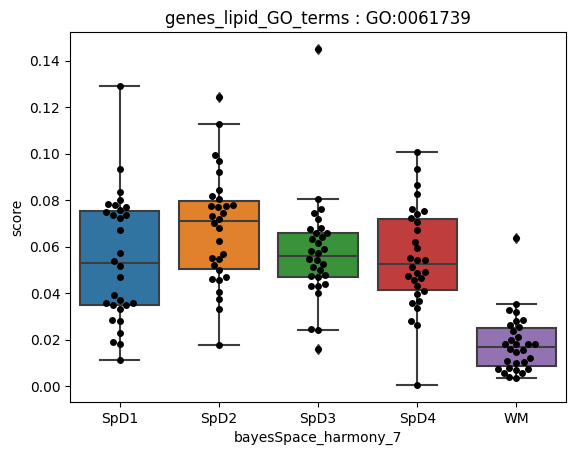 genes_lipid_GO_terms : GO:0061739
0.14
0.12
0.10
0.08
0.06
0.04
0.02
0.00
score
SpD1 SpD2 SpD3 SpD4 WM
bayesSpace_harmony_7